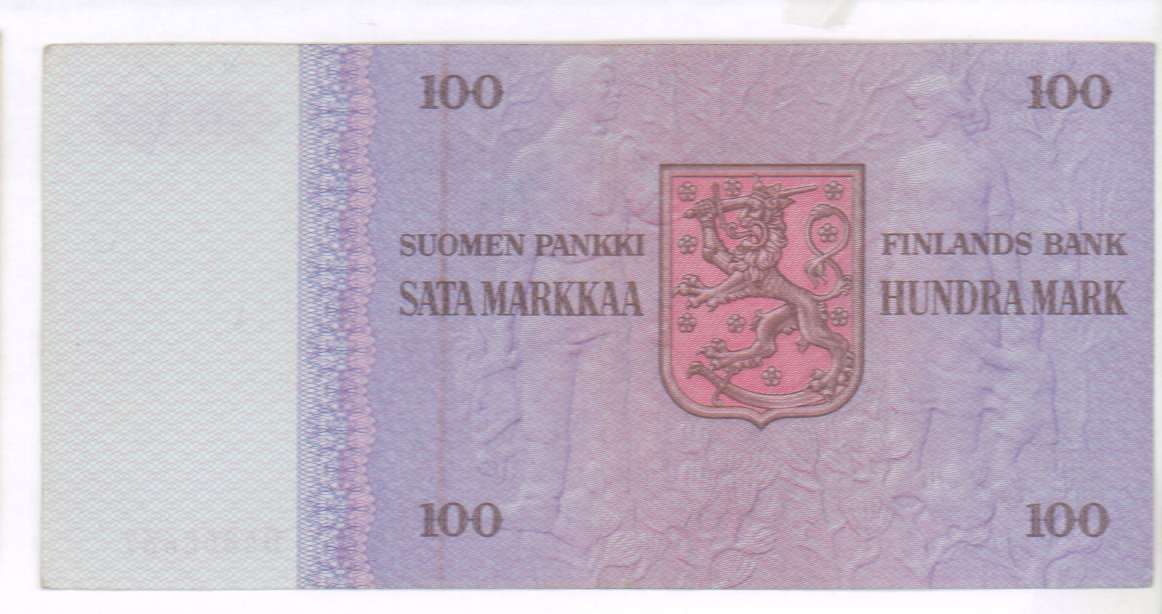 100 100
SUOMEN PANKKI FINLANDS BANK
SATA MARKKAA HUNDRA MARK
100 100